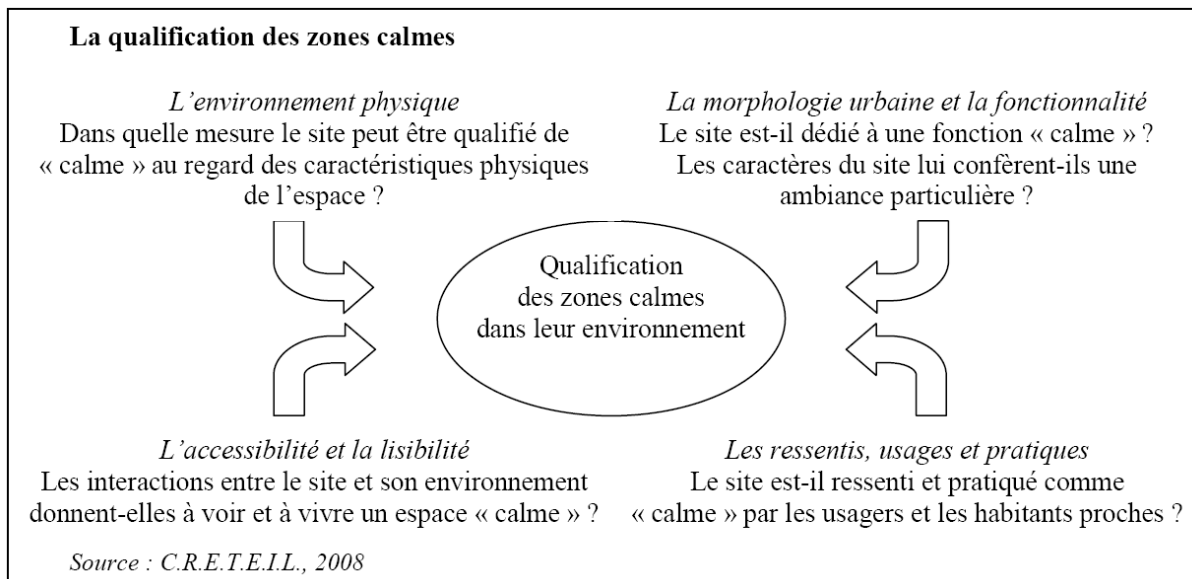 La qualification des zones calmes
L'environnement physique
Dans quelle mesure le site peut être qualifié de
« calme » au regard des caractéristiques physiques
de l'espace ?
La morphologie urbaine et la fonctionnalité
Le site est-il dédié à une fonction « calme » ?
Les caractères du site lui confèrent-ils une
ambiance particulière ?
Qualification
des zones calmes
dans leur environnement
L'accessibilité et la lisibilité
Les interactions entre le site et son environnement
donnent-elles à voir et à vivre un espace « calme » ?
Les ressentis, usages et pratiques
Le site est-il ressenti et pratiqué comme
« calme » par les usagers et les habitants proches ?
Source : C.R.E.T.E.I.L., 2008